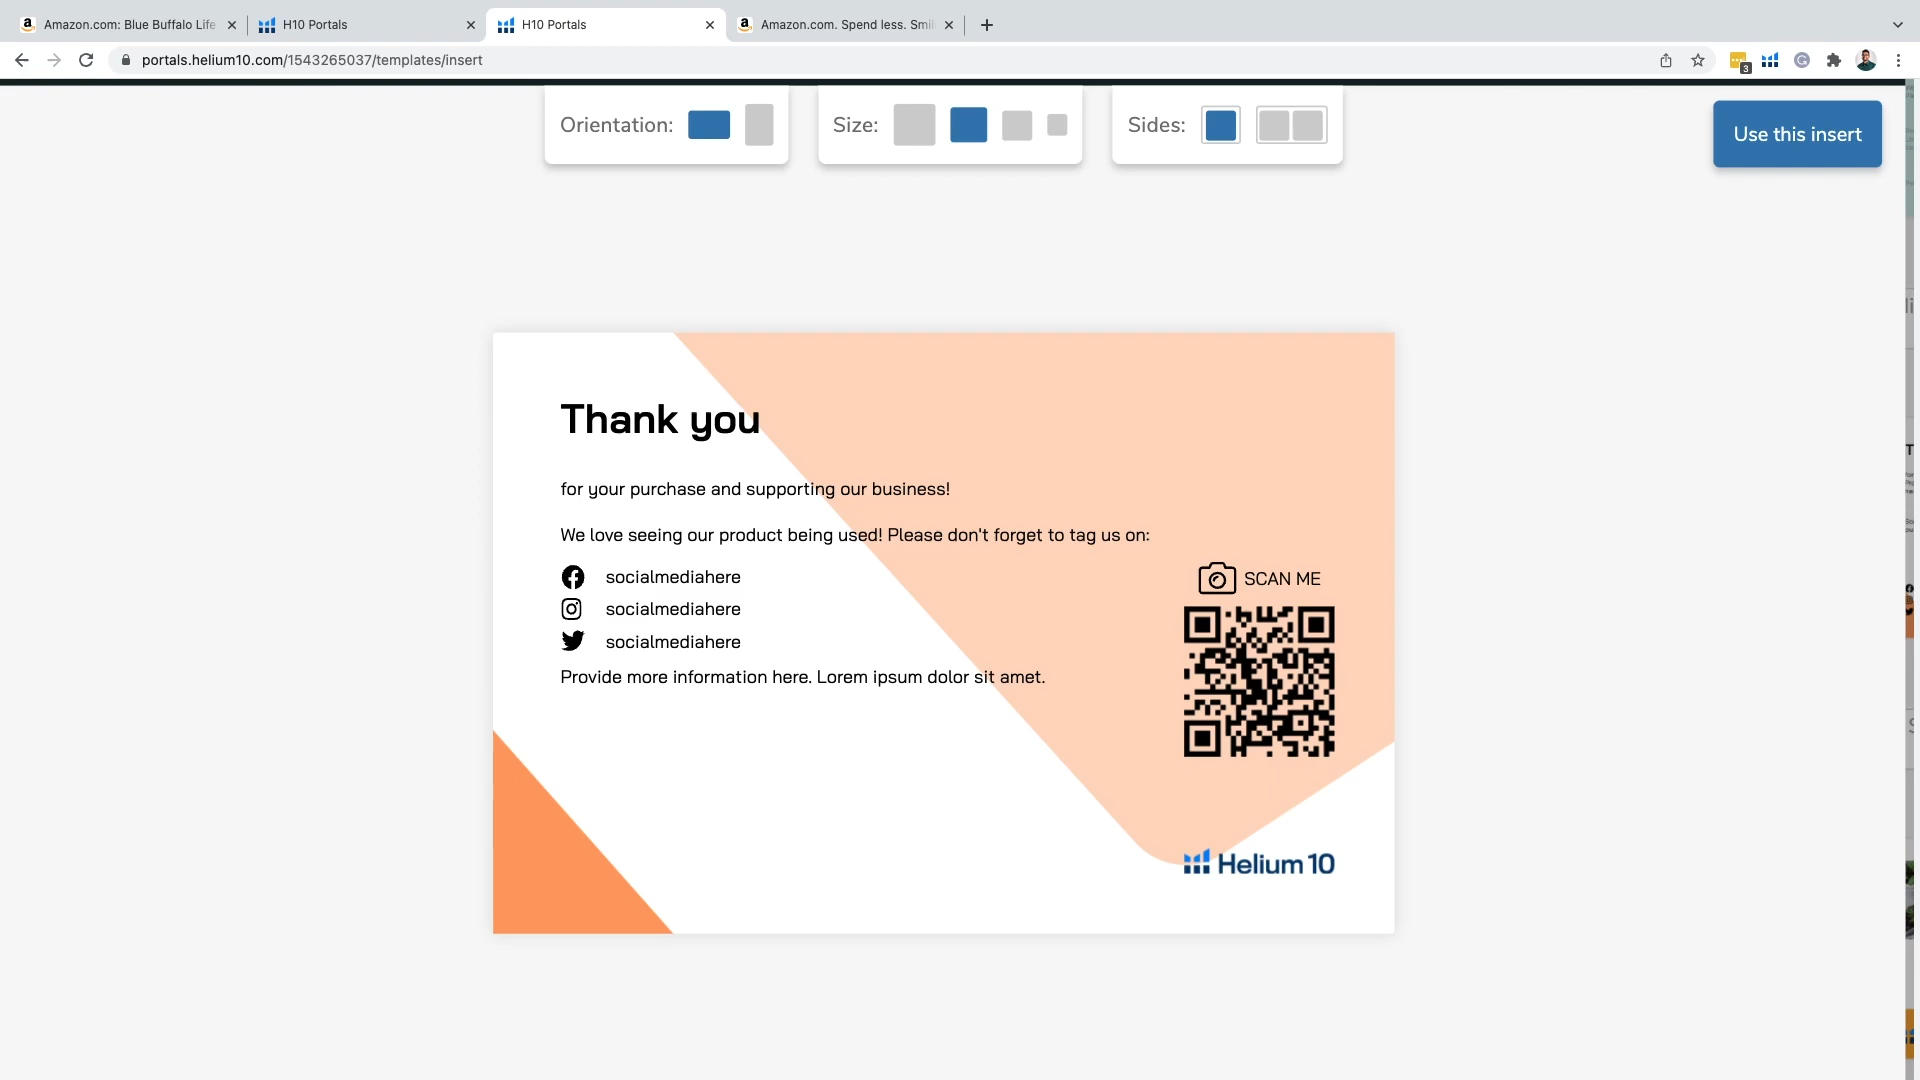 Amazon.com: Blue Buffalo Life
H10 Portals
H10 Portals
Amazon.com. Spend less. Smil
portals.helium10.com/1543265037/templates/insert
3
Orientation:
Size:
Sides:
Use this insert
Thank you
for your purchase and supporting our business!
We love seeing our product being used! Please don't forget to tag us on:
socialmediahere
socialmediahere
socialmediahere
Provide more information here. Lorem ipsum dolor sit amet.
SCAN ME
Helium 10